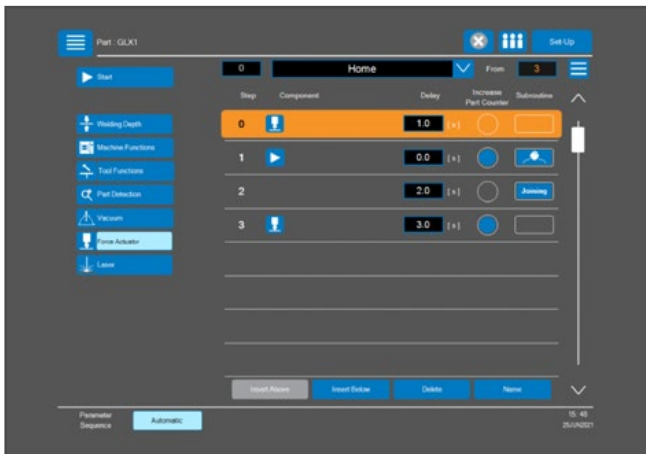 Part : GLX1
Set-Up
Start
0 Home From 3
Step Component Delay Increase Part Counter Subroutine
0 1.0 [s]
Welding Depth
Machine Functions
1 0.0 [s]
Tool Functions
Part Detection
2 2.0 [s] Joining
Vacuum
3 3.0 [s]
Force Actuator
Laser
Insert Above Insert Below Delete Name
Parameter Sequence Automatic
15: 48
25JUN2021